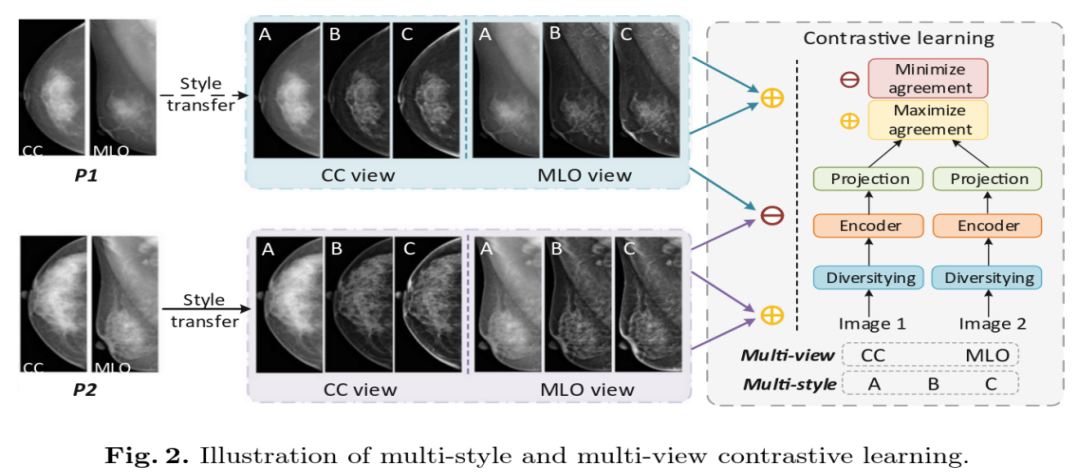 CC
MLO
P1
Style
transfer
A
B
C
A
B
C
CC view
MLO view
CC
MLO
P2
Style
transfer
A
B
C
A
B
C
CC view
MLO view
Contrastive learning
Minimize
agreement
Maximize
agreement
Projection
Projection
Encoder
Encoder
Diversitying
Diversitying
Image 1
Image 2
Multi-view
CC
MLO
Multi-style
A
B
C
Fig. 2. Illustration of multi-style and multi-view contrastive learning.